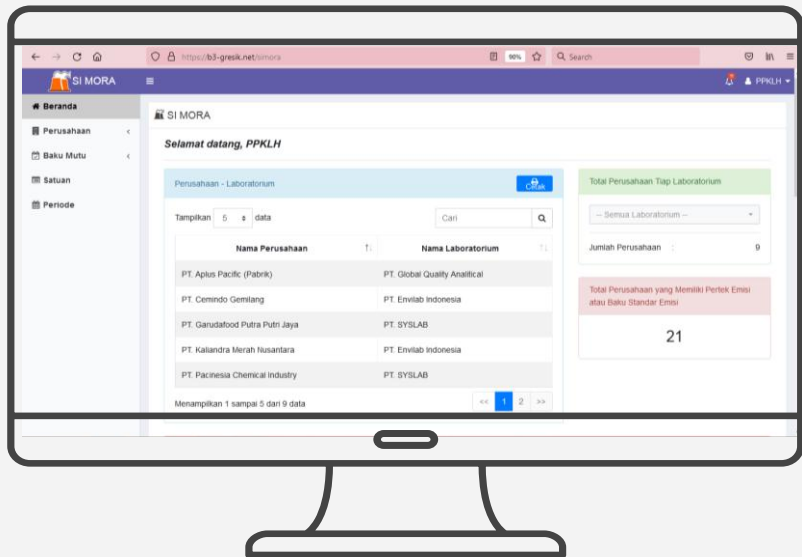 https://b3-gresik.net/simora
90%
Search
SI MORA
PPKLH
Beranda
Perusahaan
Baku Mutu
Satuan
Periode
SI MORA
Selamat datang, PPKLH
Perusahaan - Laboratorium
Cetak
Tampilkan 5 data
Cari
Nama Perusahaan Nama Laboratorium
PT. Aplus Pacific (Pabrik) PT. Global Quality Analitical
PT. Cemindo Gemilang PT. Envilab Indonesia
PT. Garudafood Putra Putri Jaya PT. SYSLAB
PT. Kaliandra Merah Nusantara PT. Envilab Indonesia
PT. Pacinesia Chemical Industry PT. SYSLAB
Menampilkan 1 sampai 5 dari 9 data
<< 1 2 >>
Total Perusahaan Tiap Laboratorium
-- Semua Laboratorium --
Jumlah Perusahaan : 9
Total Perusahaan yang Memiliki Pertek Emisi
atau Baku Standar Emisi
21